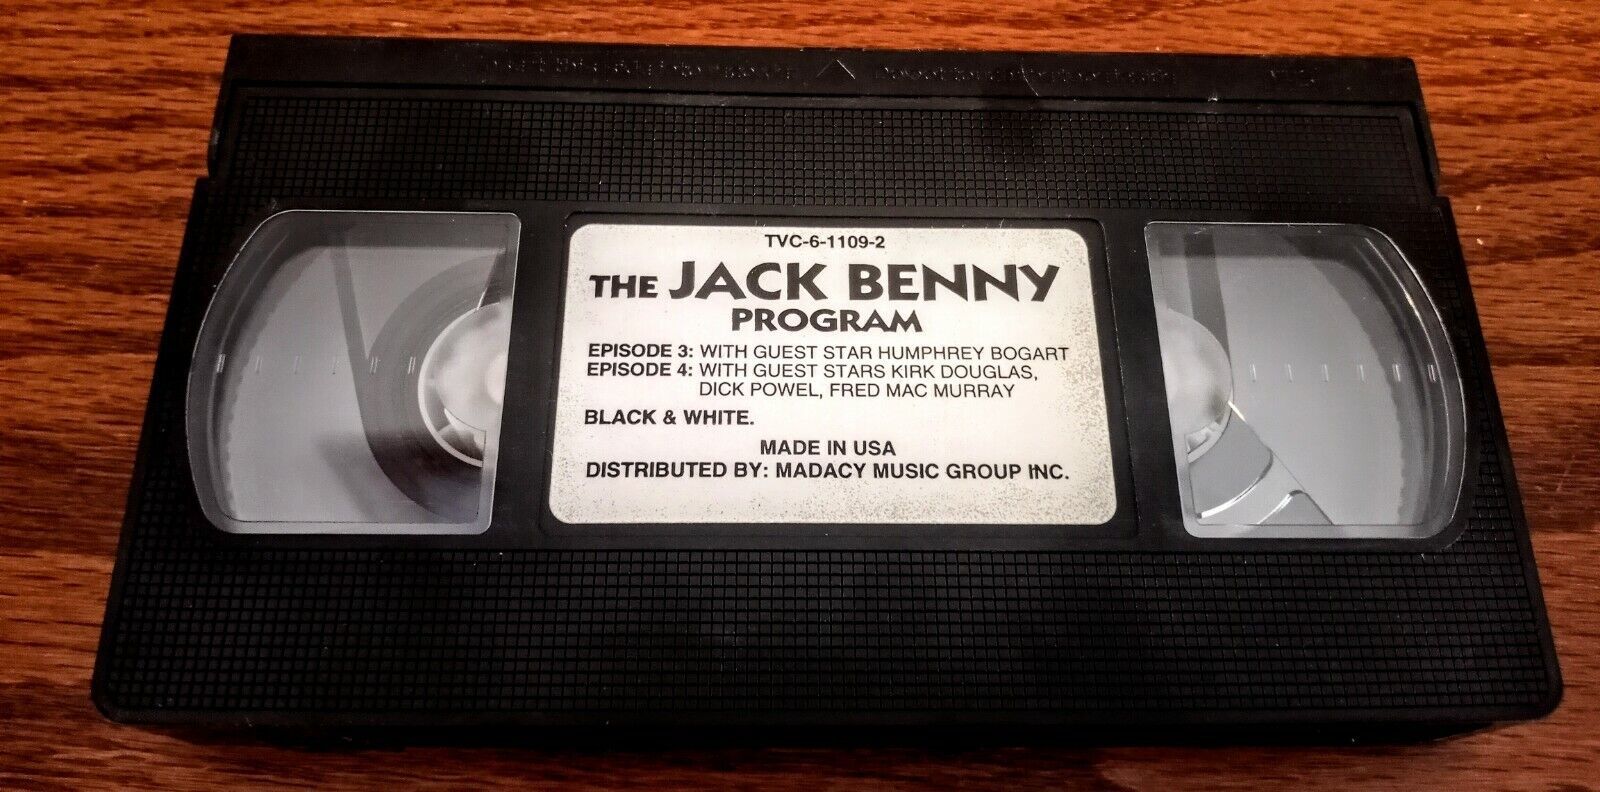 TVC-6-1109-2
THE JACK BENNY
PROGRAM
EPISODE 3: WITH GUEST STAR HUMPHREY BOGART
EPISODE 4: WITH GUEST STARS KIRK DOUGLAS,
DICK POWEL, FRED MAC MURRAY
BLACK & WHITE.
MADE IN USA
DISTRIBUTED BY: MADACY MUSIC GROUP INC.